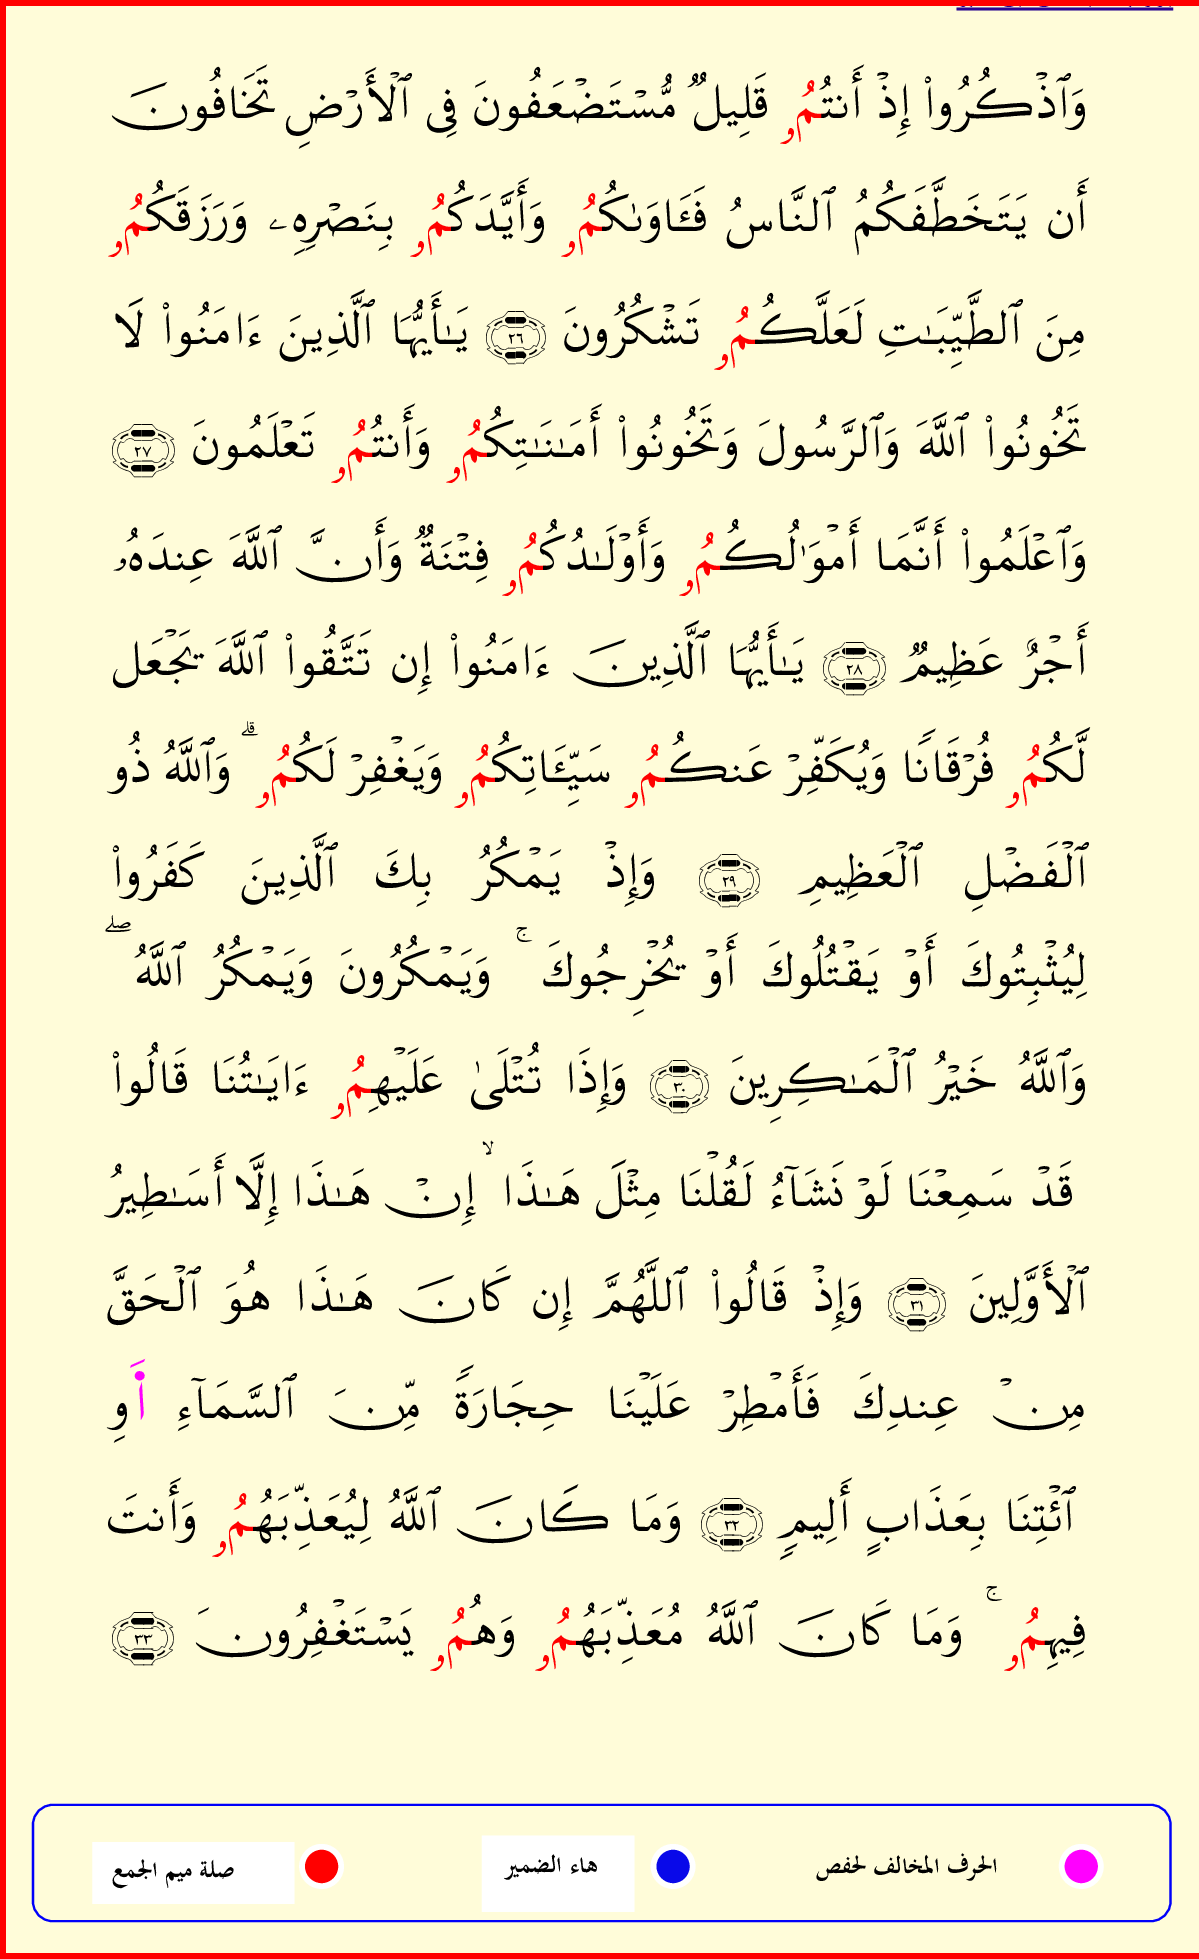 وَٱذۡكُرُواْ إِذۡ أَنتُمُۥ قَلِيلٞ مُّسۡتَضۡعَفُونَ فِي ٱلۡأَرۡضِ تَخَافُونَ
أَن يَتَخَطَّفَكُمُ ٱلنَّاسُ فَـَٔاوَىٰكُمُۥ وَأَيَّدَكُمُۥ بِنَصۡرِهِۦ وَرَزَقَكُمُۥ
مِنَ ٱلطَّيِّبَٰتِ لَعَلَّكُمُۥ تَشۡكُرُونَ ٢٦ يَٰٓأَيُّهَا ٱلَّذِينَ ءَامَنُواْ لَا
تَخُونُواْ ٱللَّهَ وَٱلرَّسُولَ وَتَخُونُوٓاْ أَمَٰنَٰتِكُمُۥ وَأَنتُمُۥ تَعۡلَمُونَ ٢٧
وَٱعۡلَمُوٓاْ أَنَّمَآ أَمۡوَٰلُكُمُۥ وَأَوۡلَٰدُكُمُۥ فِتۡنَةٞ وَأَنَّ ٱللَّهَ عِندَهُۥ
أَجۡرٌ عَظِيمٞ ٢٨ يَٰٓأَيُّهَا ٱلَّذِينَ ءَامَنُوٓاْ إِن تَتَّقُواْ ٱللَّهَ يَجۡعَل
لَّكُمُۥ فُرۡقَانٗا وَيُكَفِّرۡ عَنكُمُۥ سَيِّـَٔاتِكُمُۥ وَيَغۡفِرۡ لَكُمُۥۗ وَٱللَّهُ ذُو
ٱلۡفَضۡلِ ٱلۡعَظِيمِ ٢٩ وَإِذۡ يَمۡكُرُ بِكَ ٱلَّذِينَ كَفَرُواْ
لِيُثۡبِتُوكَ أَوۡ يَقۡتُلُوكَ أَوۡ يُخۡرِجُوكَۚ وَيَمۡكُرُونَ وَيَمۡكُرُ ٱللَّهُۖ
وَٱللَّهُ خَيۡرُ ٱلۡمَٰكِرِينَ ٣٠ وَإِذَا تُتۡلَىٰ عَلَيۡهِمُۥ ءَايَٰتُنَا قَالُواْ
قَدۡ سَمِعۡنَا لَوۡ نَشَآءُ لَقُلۡنَا مِثۡلَ هَٰذَاۙ إِنۡ هَٰذَآ إِلَّآ أَسَٰطِيرُ
ٱلۡأَوَّلِينَ ٣١ وَإِذۡ قَالُواْ ٱللَّهُمَّ إِن كَانَ هَٰذَا هُوَ ٱلۡحَقَّ
مِنۡ عِندِكَ فَأَمۡطِرۡ عَلَيۡنَا حِجَارَةٗ مِّنَ ٱلسَّمَآءِ أَوِ
ٱئۡتِنَا بِعَذَابٍ أَلِيمٖ ٣٢ وَمَا كَانَ ٱللَّهُ لِيُعَذِّبَهُمُۥ وَأَنتَ
فِيهِمُۥۚ وَمَا كَانَ ٱللَّهُ مُعَذِّبَهُمُۥ وَهُمُۥ يَسۡتَغۡفِرُونَ ٣٣
الحرف المخالف لحفص هاء الضمير صلة ميم الجمع